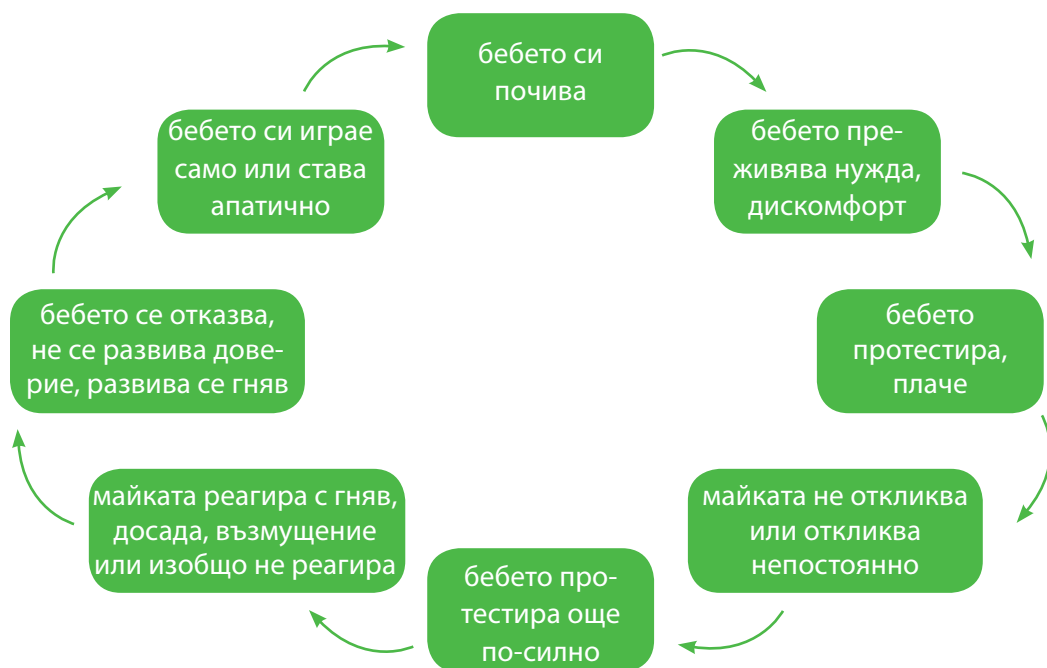 бебето си
почива
бебето пре-
живява нужда,
дискомфорт
бебето
протестира,
плаче
майката не откликва
или откликва
непостоянно
бебето про-
тестира още
по-силно
майката реагира с гняв,
досада, възмущение
или изобщо не реагира
бебето се отказва,
не се развива дове-
рие, развива се гняв
бебето си играе
само или става
апатично